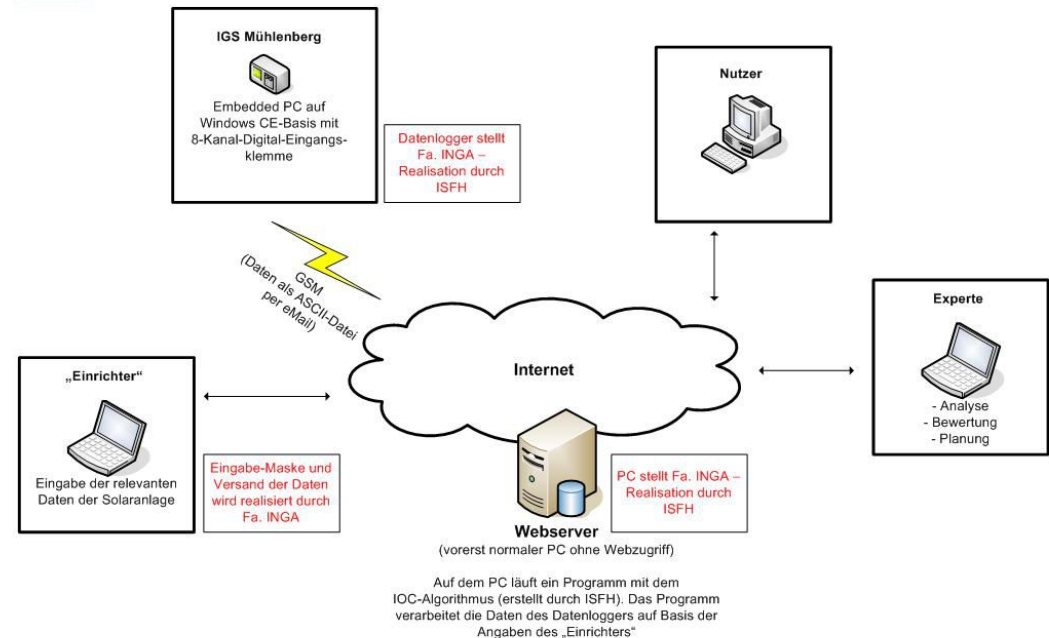 IGS Mühlenberg
Embedded PC auf
Windows CE-Basis mit
8-Kanal-Digital-Eingangs-
klemme
Datenlogger stellt
Fa. INGA –
Realisation durch
ISFH
Nutzer
GSM
(Daten als ASCII-Datei
per eMail)
Internet
Experte
- Analyse
- Bewertung
- Planung
„Einrichter“
Eingabe der relevanten
Daten der Solaranlage
Eingabe-Maske und
Versand der Daten
wird realisiert durch
Fa. INGA
PC stellt Fa. INGA –
Realisation durch
ISFH
Webserver
(vorerst normaler PC ohne Webzugriff)
Auf dem PC läuft ein Programm mit dem
IOC-Algorithmus (erstellt durch ISFH). Das Programm
verarbeitet die Daten des Datenloggers auf Basis der
Angaben des „Einrichters“